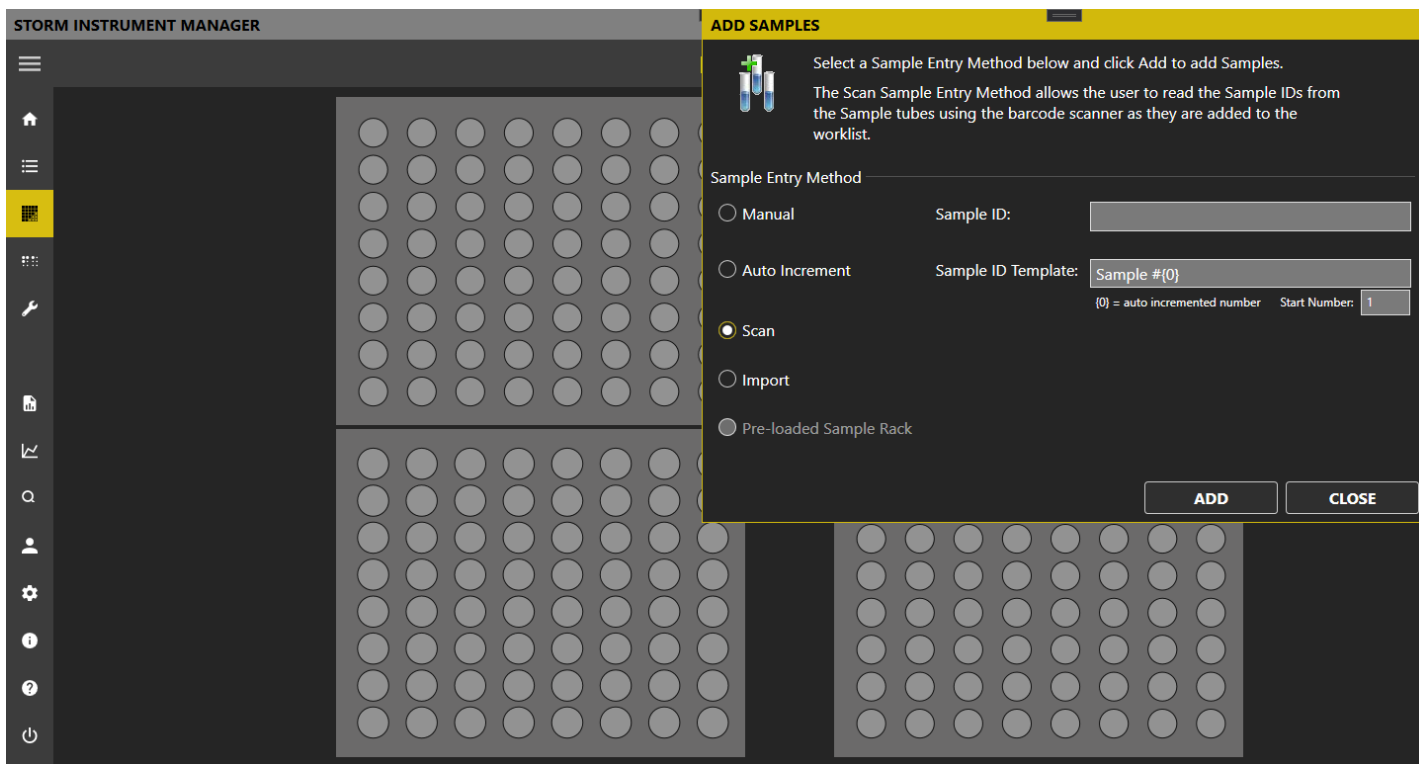 STORM INSTRUMENT MANAGER
ADD SAMPLES
Select a Sample Entry Method below and click Add to add Samples.
The Scan Sample Entry Method allows the user to read the Sample IDs from
the Sample tubes using the barcode scanner as they are added to the
worklist.
Sample Entry Method
Manual
Sample ID:
Auto Increment
Sample ID Template:
Sample #{0}
{0} = auto incremented number
Start Number:
1
Scan
Import
Pre-loaded Sample Rack
ADD
CLOSE